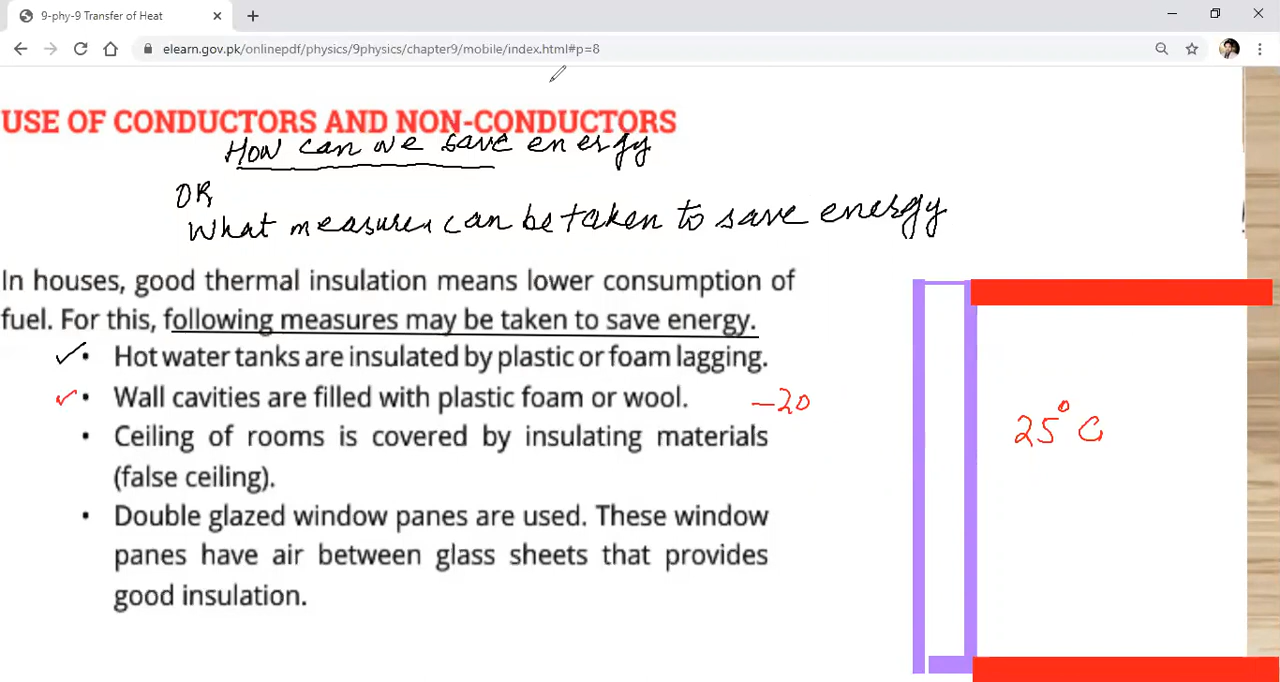 9-phy-9 Transfer of Heat
elearn.gov.pk/onlinepdf/physics/9physics/chapter9/mobile/index.html#p=8
USE OF CONDUCTORS AND NON-CONDUCTORS
How can we save energy
OR
What measures can be taken to save energy
In houses, good thermal insulation means lower consumption of
fuel. For this, following measures may be taken to save energy.
• Hot water tanks are insulated by plastic or foam lagging.
• Wall cavities are filled with plastic foam or wool.
-20
25° C
• Ceiling of rooms is covered by insulating materials
(false ceiling).
• Double glazed window panes are used. These window
panes have air between glass sheets that provides
good insulation.